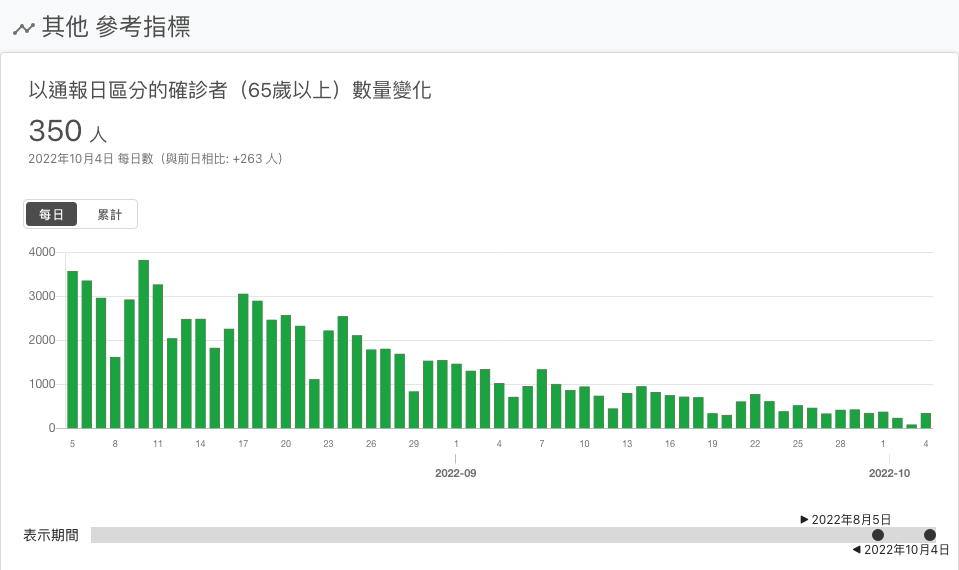 其他 參考指標
以通報日區分的確診者（65歲以上）數量變化
350 人
2022年10月4日 每日數（與前日相比: +263 人）
每日 累計
4000
3000
2000
1000
0
5 8 11 14 17 20 23 26 29 1 4 7 10 13 16 19 22 25 28 1 4
2022-09 2022-10
▶ 2022年8月5日
表示期間
◀ 2022年10月4日